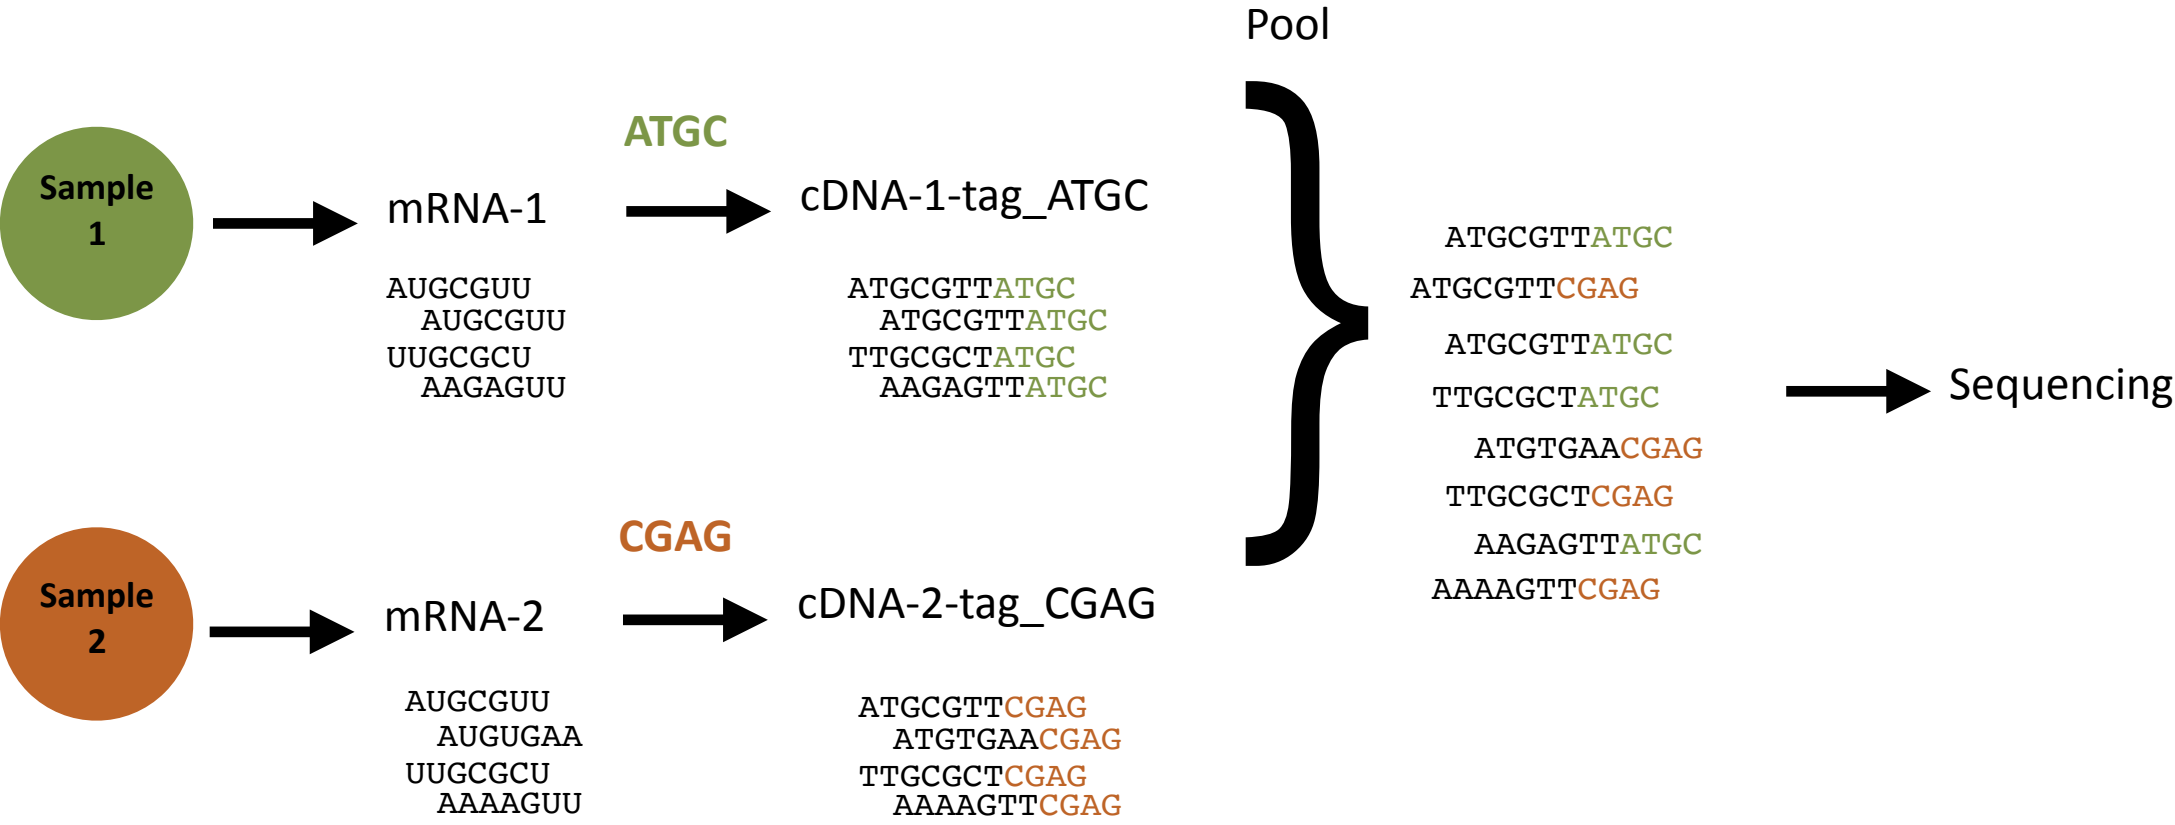 Pool
ATGC
Sample
1
mRNA-1
cDNA-1-tag_ATGC
AUGCGUU
AUGCGUU
UUGCGCU
AAGAGUU
ATGCGTTATGC
ATGCGTTATGC
TTGCGCTATGC
AAGAGTTATGC
CGAG
Sample
2
mRNA-2
cDNA-2-tag_CGAG
AUGCGUU
AUGUGAA
UUGCGCU
AAAAGUU
ATGCGTTCGAG
ATGTGAACGAG
TTGCGCTCGAG
AAAAGTTCGAG
ATGCGTTATGC
ATGCGTTCGAG
ATGCGTTATGC
TTGCGCTATGC
ATGTGAACGAG
TTGCGCTCGAG
AAGAGTTATGC
AAAAGTTCGAG
Sequencing